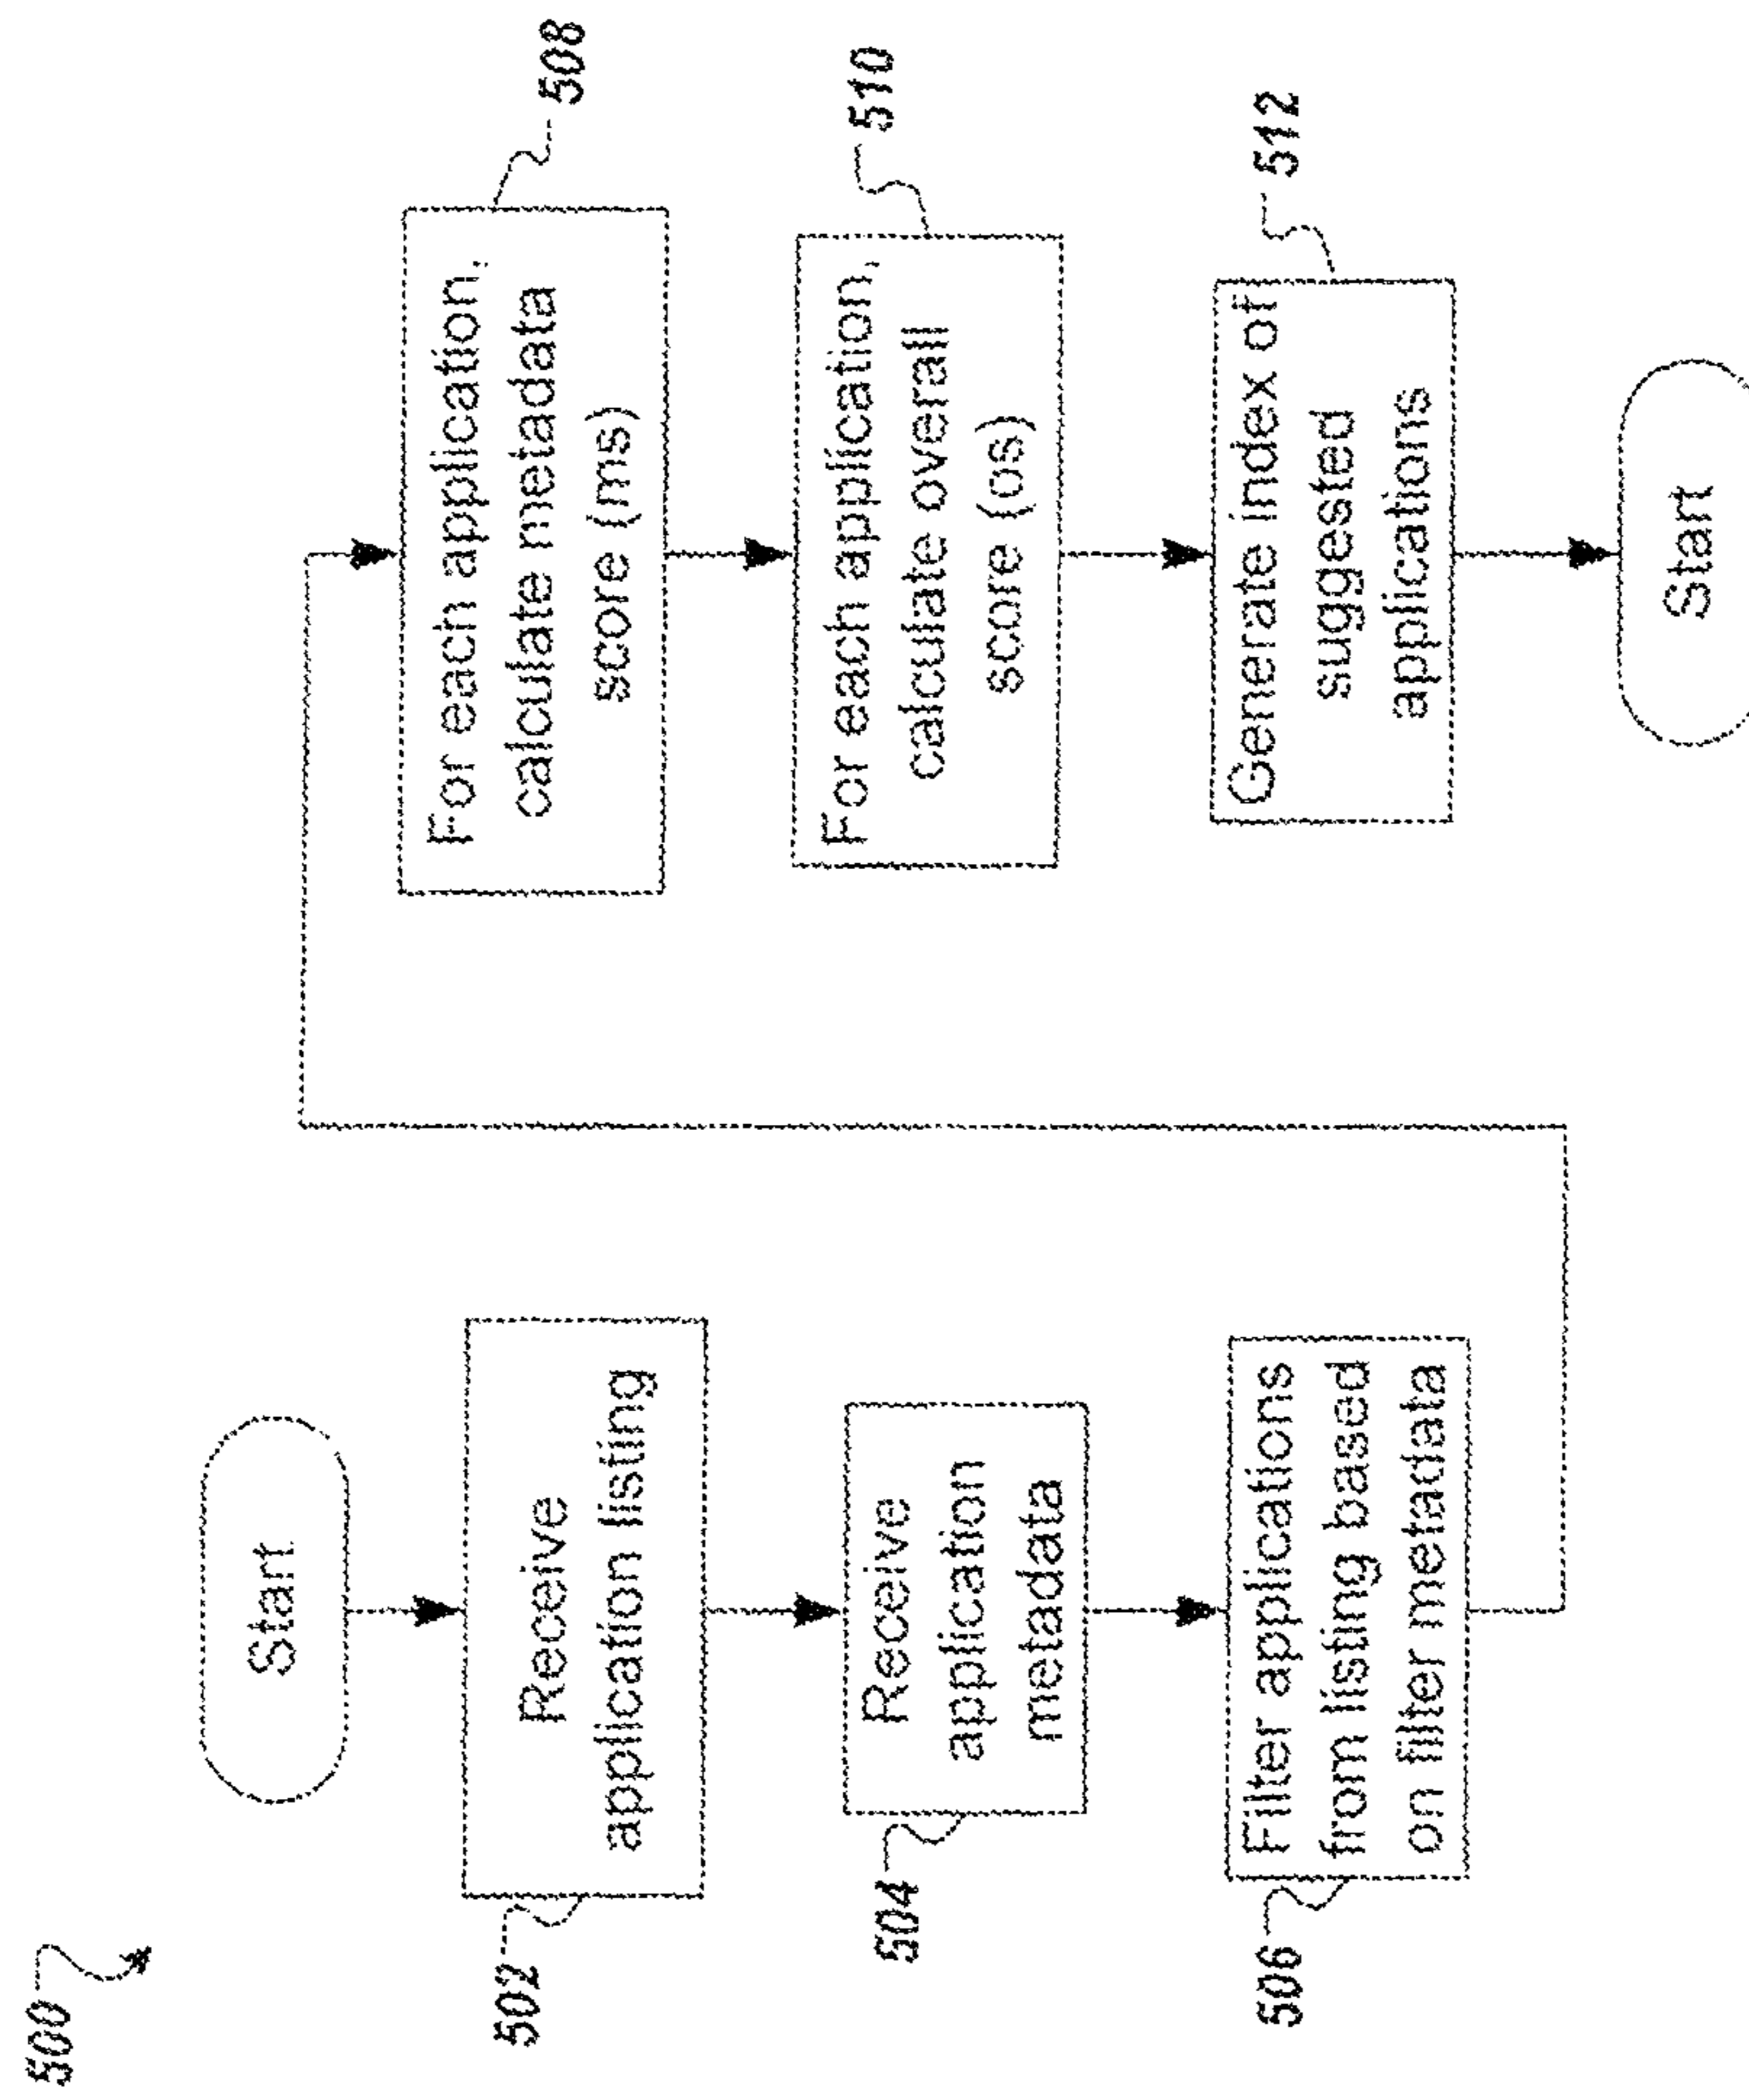 500
Start
502
Receive
application listing
504
Receive
application
metadata
506
Filter applications
from listing based
on filter metadata
508
For each application,
calculate metadata
score (ms)
510
For each application,
calculate overall
score (os)
512
Generate index of
suggested
applications
Start